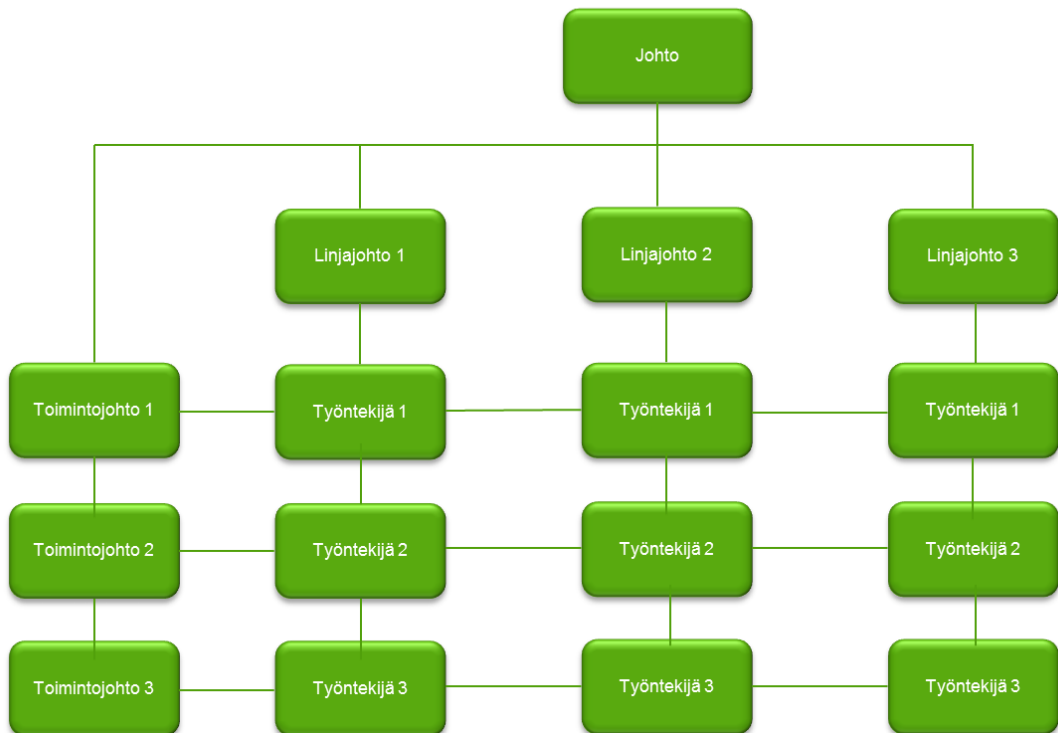 Johto
Linjajohto 1
Linjajohto 2
Linjajohto 3
Toimintojohto 1
Työntekijä 1
Työntekijä 1
Työntekijä 1
Toimintojohto 2
Työntekijä 2
Työntekijä 2
Työntekijä 2
Toimintojohto 3
Työntekijä 3
Työntekijä 3
Työntekijä 3